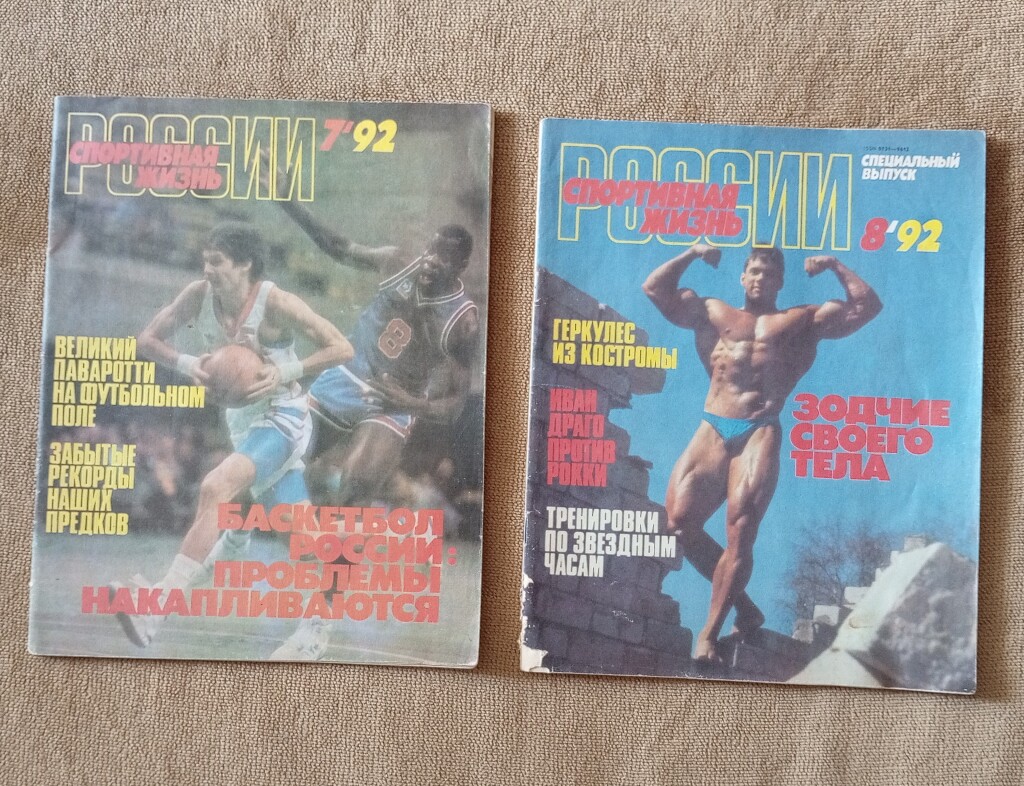 СПОРТИВНАЯ
ЖИЗНЬ
РОССИИ
7'92
ВЕЛИКИЙ
ПАВАРОТТИ
НА ФУТБОЛЬНОМ
ПОЛЕ
ЗАБЫТЫЕ
РЕКОРДЫ
НАШИХ
ПРЕДКОВ
8
БАСКЕТБОЛ
РОССИИ:
ПРОБЛЕМЫ
НАКАПЛИВАЮТСЯ
СПОРТИВНАЯ
ЖИЗНЬ
РОССИИ
СПЕЦИАЛЬНЫЙ
ВЫПУСК
8'92
ГЕРКУЛЕС
ИЗ КОСТРОМЫ
ИВАН
ДРАГО
ПРОТИВ
РОККИ
ТРЕНИРОВКИ
ПО ЗВЕЗДНЫМ
ЧАСАМ
ЗОДЧИЕ
СВОЕГО
ТЕЛА